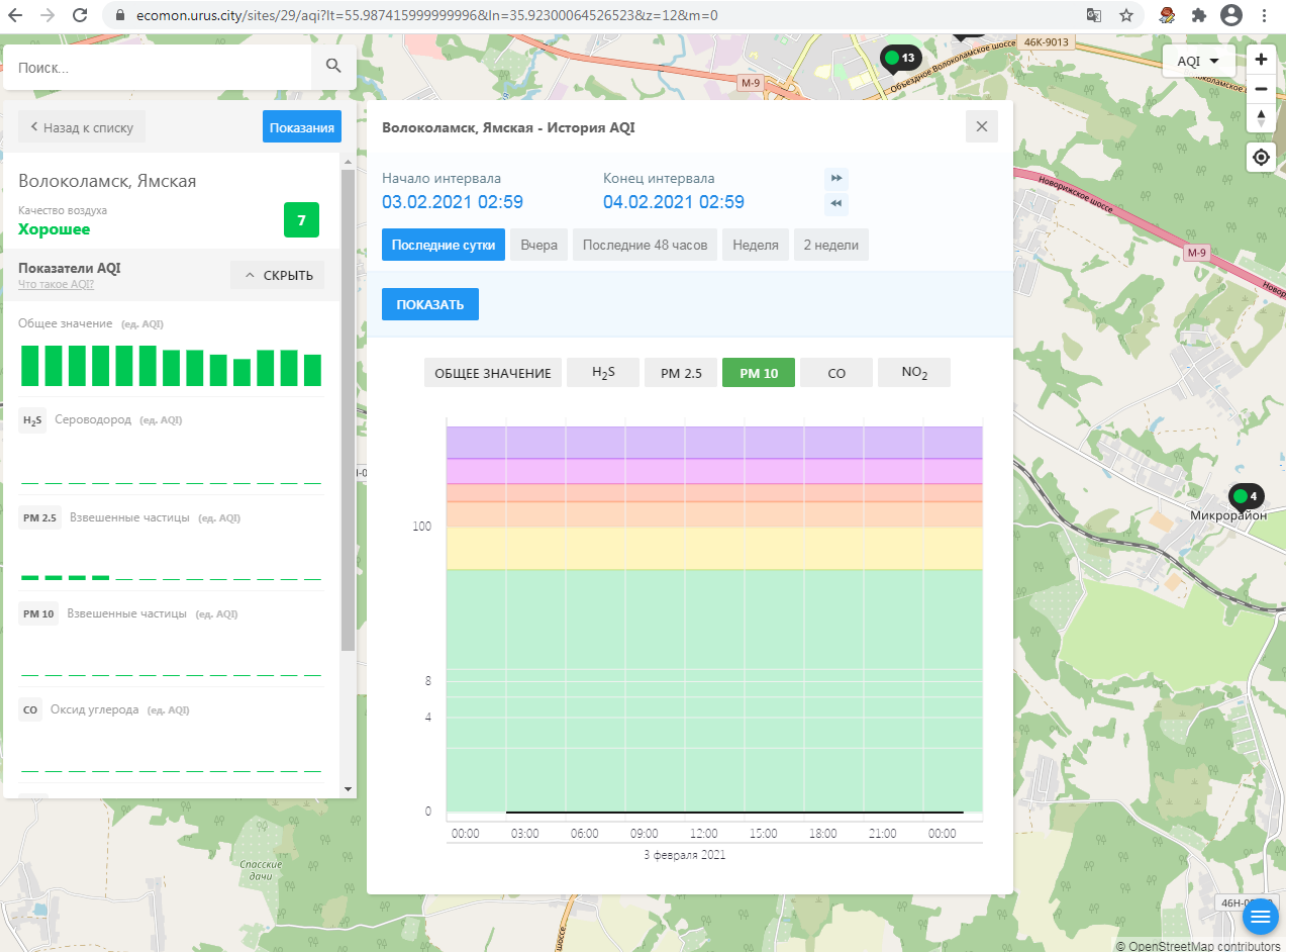 ecomon.urus.city/sites/29/aqi?lt=55.987415999999996&ln=35.92300064526523&z=12&m=0
Поиск...
Назад к списку
Показания
Волоколамск, Ямская
Качество воздуха
Хорошее
7
Показатели AQI
Что такое AQI?
СКРЫТЬ
Общее значение (ед. AQI)
H₂S Сероводород (ед. AQI)
PM 2.5 Взвешенные частицы (ед. AQI)
PM 10 Взвешенные частицы (ед. AQI)
CO Оксид углерода (ед. AQI)
Волоколамск, Ямская - История AQI
Начало интервала
Конец интервала
03.02.2021 02:59
04.02.2021 02:59
Последние сутки
Вчера
Последние 48 часов
Неделя
2 недели
ПОКАЗАТЬ
ОБЩЕЕ ЗНАЧЕНИЕ
H₂S
PM 2.5
PM 10
CO
NO₂
100
8
4
0
00:00 03:00 06:00 09:00 12:00 15:00 18:00 21:00 00:00
3 февраля 2021
AQI
13
46К-9013
Объездное Волоколамское шоссе
М-9
Новорижское шоссе
М-9
4
Микрорайон
Спасские
дачи
© OpenStreetMap contributors